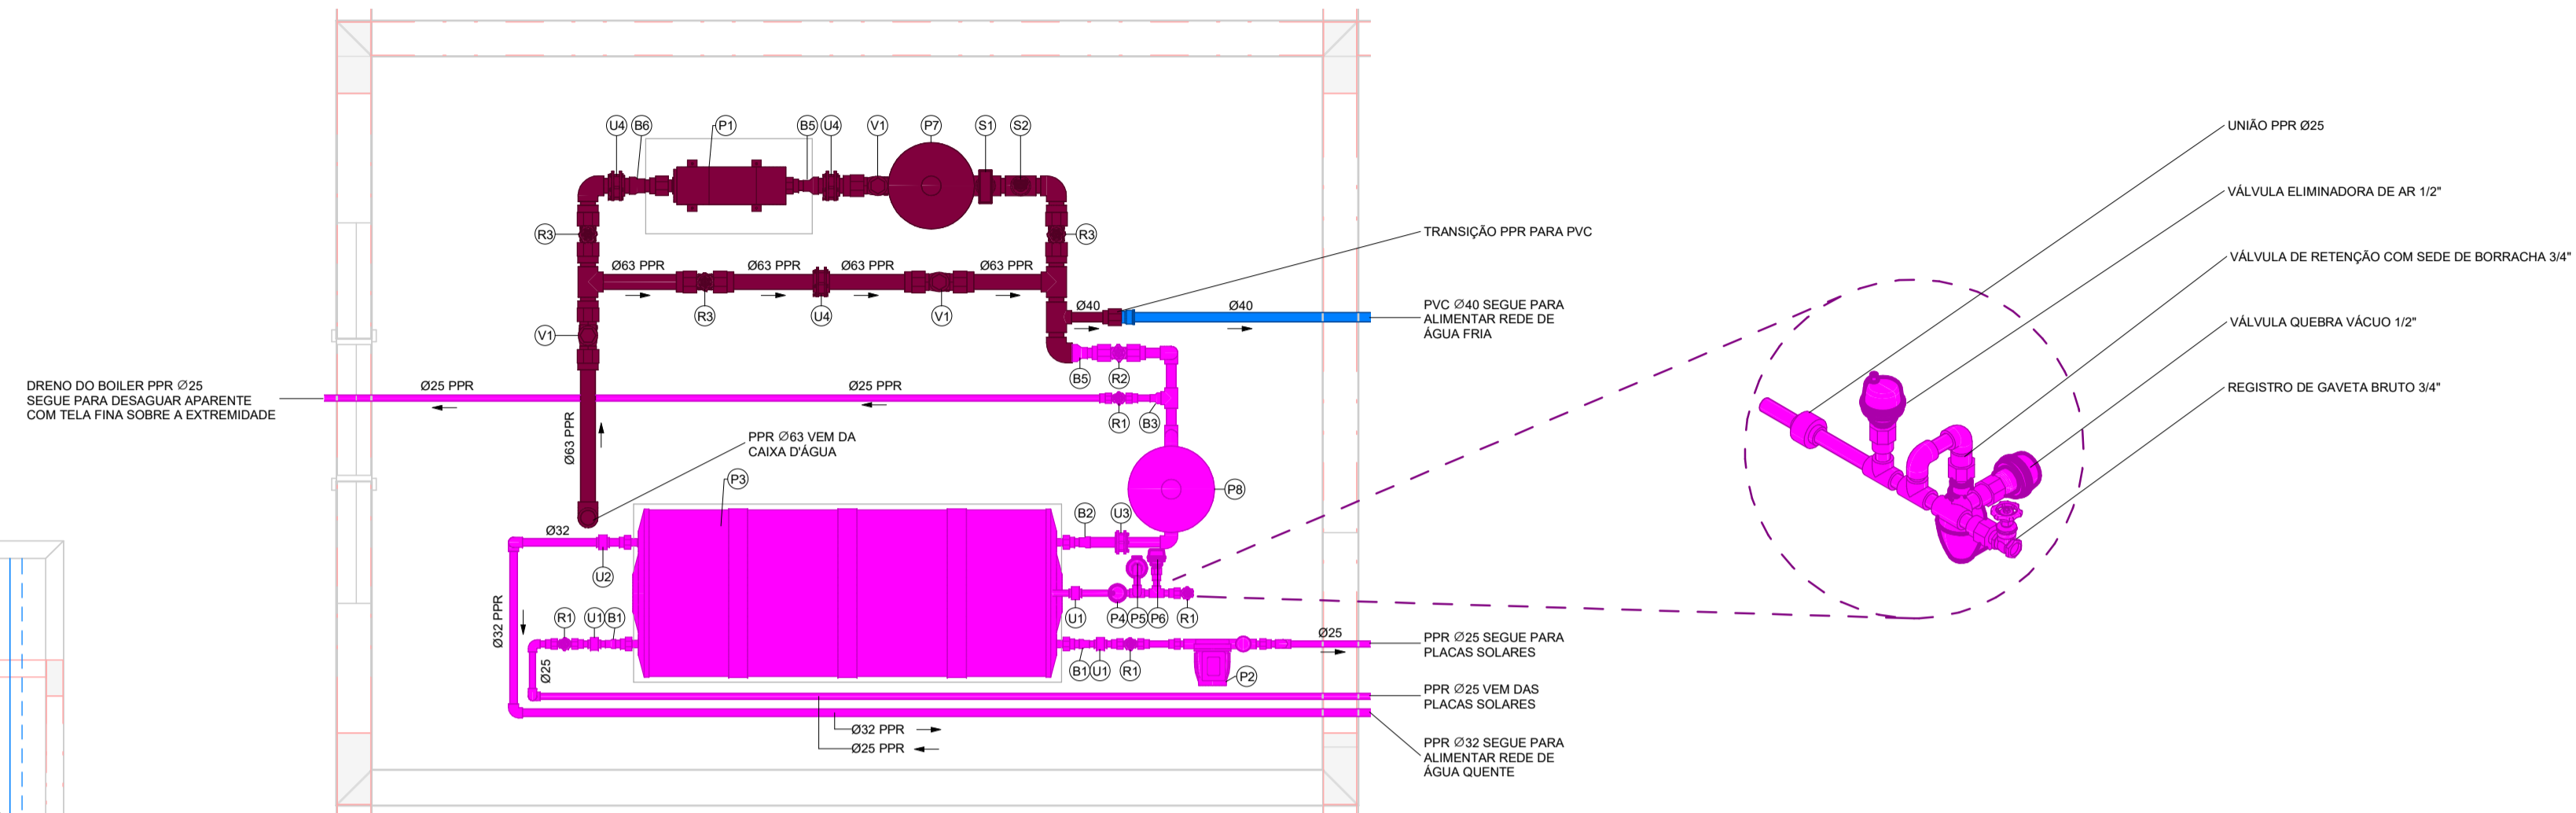 U4
B6
P1
B5
U4
V1
P7
S1
S2
UNIÃO PPR Ø25
VÁLVULA ELIMINADORA DE AR 1/2"
R3
R3
TRANSIÇÃO PPR PARA PVC
VÁLVULA DE RETENÇÃO COM SEDE DE BORRACHA 3/4"
Ø63 PPR
Ø63 PPR
Ø63 PPR
Ø63 PPR
R3
U4
V1
Ø40
Ø40
PVC Ø40 SEGUE PARA
ALIMENTAR REDE DE
ÁGUA FRIA
VÁLVULA QUEBRA VÁCUO 1/2"
V1
B5
R2
DRENO DO BOILER PPR Ø25
SEGUE PARA DESAGUAR APARENTE
COM TELA FINA SOBRE A EXTREMIDADE
Ø25 PPR
Ø25 PPR
REGISTRO DE GAVETA BRUTO 3/4"
R1
B3
Ø63 PPR
PPR Ø63 VEM DA
CAIXA D'ÁGUA
P3
P8
Ø32
B2
U3
U2
Ø32 PPR
R1
U1
B1
U1
P4
P5
P6
R1
Ø25
Ø25
B1
U1
R1
P2
PPR Ø25 SEGUE PARA
PLACAS SOLARES
PPR Ø25 VEM DAS
PLACAS SOLARES
Ø32 PPR
Ø25 PPR
PPR Ø32 SEGUE PARA
ALIMENTAR REDE DE
ÁGUA QUENTE